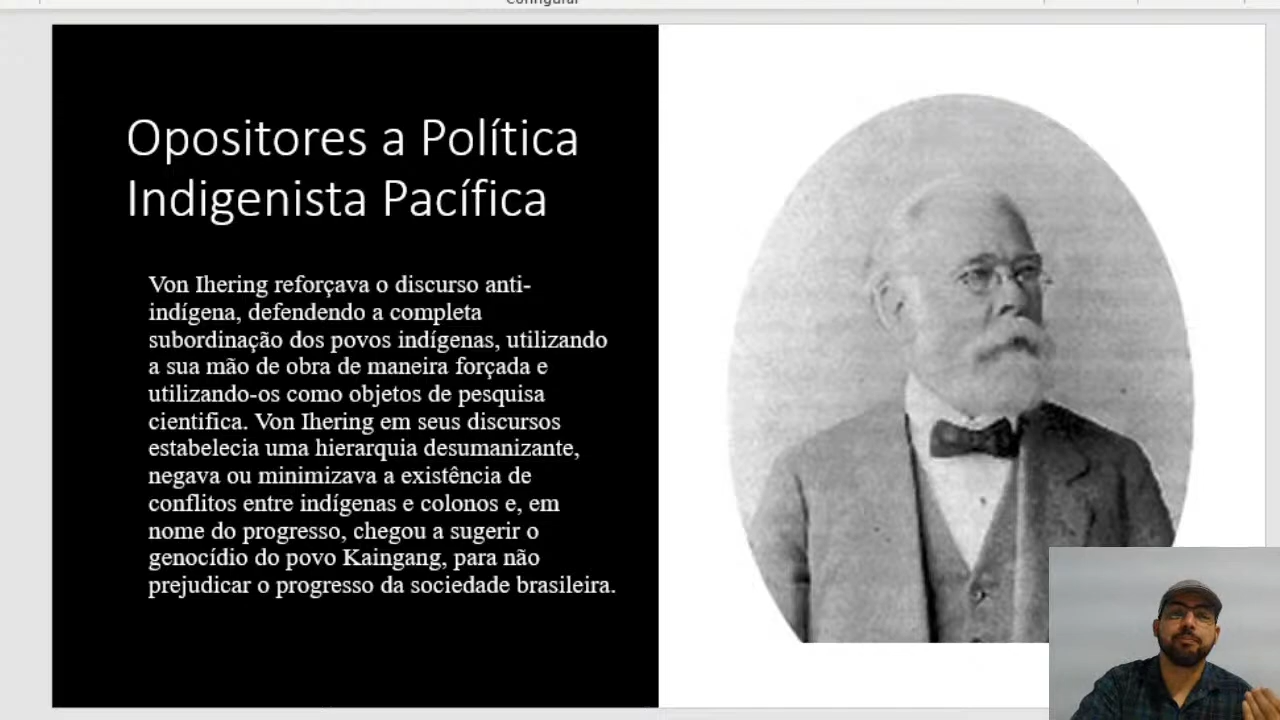 Configurar
Opositores a Política
Indigenista Pacífica
Von Ihering reforçava o discurso anti-
indígena, defendendo a completa
subordinação dos povos indígenas, utilizando
a sua mão de obra de maneira forçada e
utilizando-os como objetos de pesquisa
cientifica. Von Ihering em seus discursos
estabelecia uma hierarquia desumanizante,
negava ou minimizava a existência de
conflitos entre indígenas e colonos e, em
nome do progresso, chegou a sugerir o
genocídio do povo Kaingang, para não
prejudicar o progresso da sociedade brasileira.